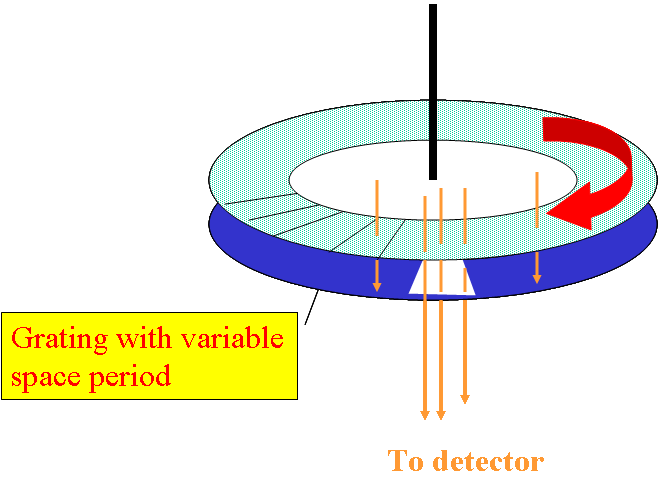 Grating with variable
space period
To detector